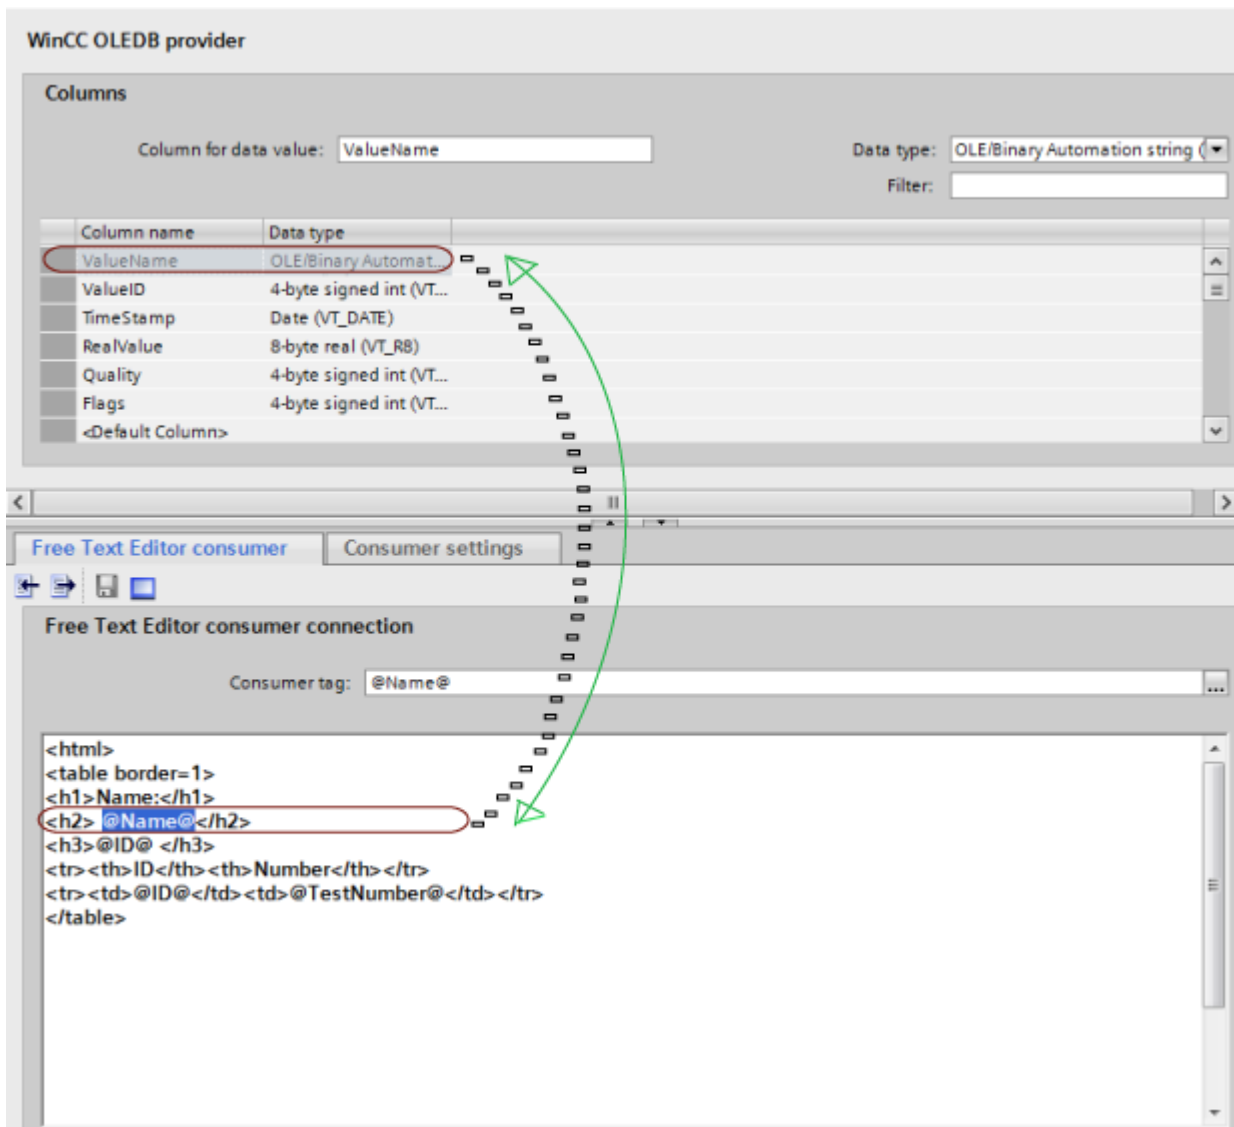 WinCC OLEDB provider
Columns
Column for data value: ValueName Data type: OLE/Binary Automation string (
Filter:
Column name Data type
ValueName OLE/Binary Automat...
ValueID 4-byte signed int (VT...
TimeStamp Date (VT_DATE)
RealValue 8-byte real (VT_R8)
Quality 4-byte signed int (VT...
Flags 4-byte signed int (VT...
<Default Column>
Free Text Editor consumer Consumer settings
Free Text Editor consumer connection
Consumer tag: @Name@ ...
<html>
<table border=1>
<h1>Name:</h1>
<h2> @Name@</h2>
<h3>@ID@ </h3>
<tr><th>ID</th><th>Number</th></tr>
<tr><td>@ID@</td><td>@TestNumber@</td></tr>
</table>